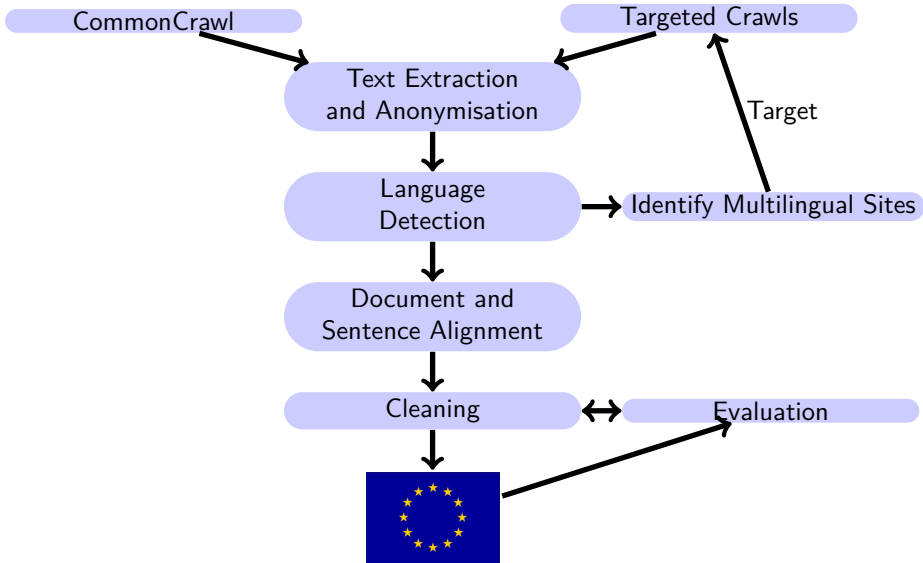 CommonCrawl
Targeted Crawls
Text Extraction
and Anonymisation
Target
Language
Detection
Identify Multilingual Sites
Document and
Sentence Alignment
Cleaning
Evaluation